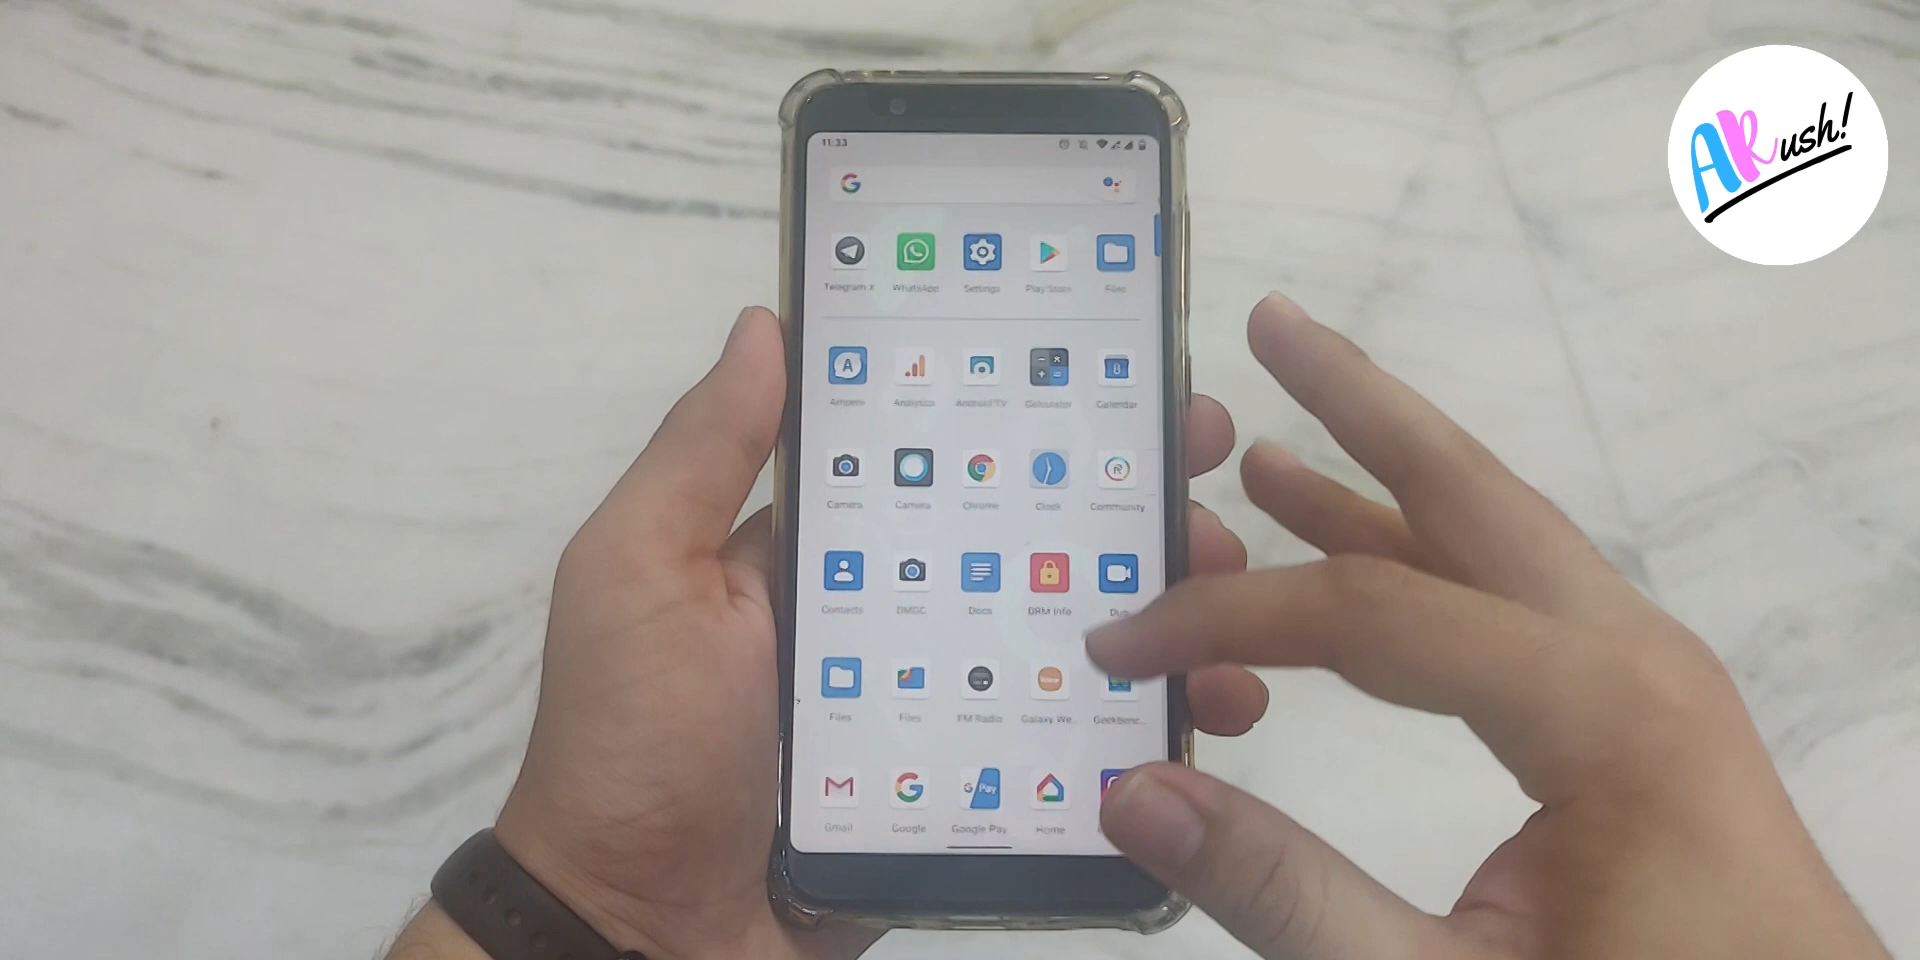 ARush!
11:33
Telegram X WhatsApp Settings Play Store Files
Ampere Analytics Android TV Calculator Calendar
Camera Camera Chrome Clock Community
Contacts DMGC Docs DRM Info Duo
Files Files FM Radio Galaxy We... Geekbenc...
Pay
Gmail Google Google Pay Home